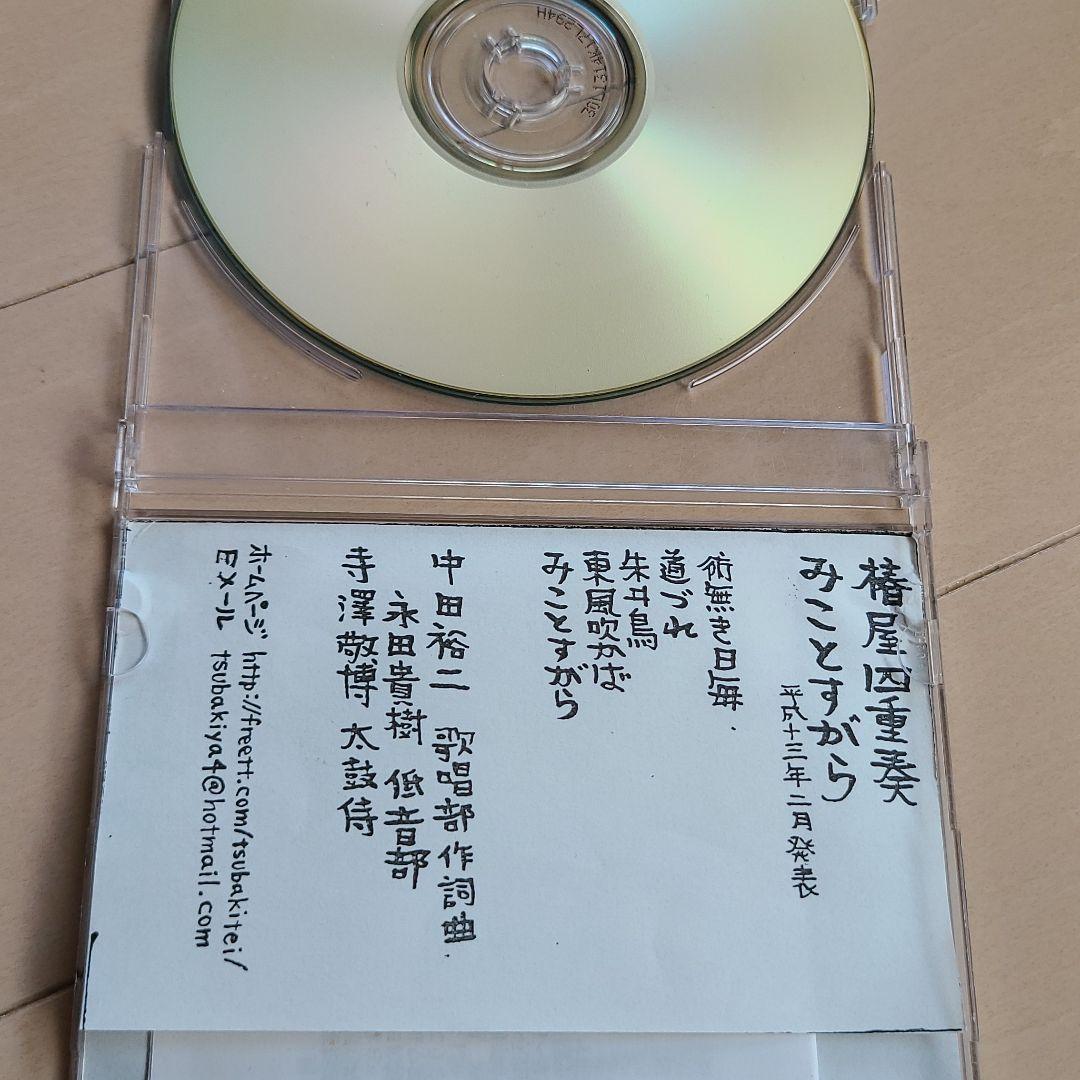 椿屋四重奏
みことすがら
平成十三年二月発表
術無き日毎.
道づれ
朱丹鳥
東風吹かば
みことすがら
中田裕二 歌唱部 作詞曲.
永田貴樹 低音部
寺澤敬博 太鼓侍
ホームページ http://freett.com/tsubakitei/
Eメール tsubakiya4@hotmail.com